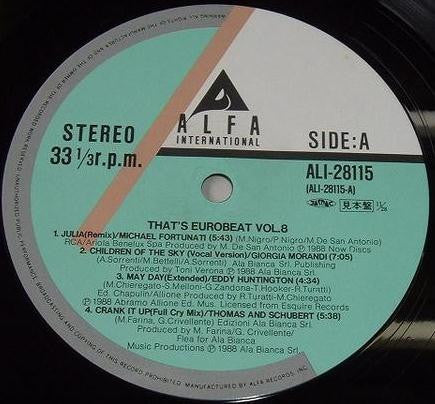 ALFA
INTERNATIONAL
STEREO
33 1/3 r.p.m.
SIDE:A
ALI-28115
(ALI-28115-A)
見本盤
THAT'S EUROBEAT VOL.8
1. JULIA(Remix)/MICHAEL FORTUNATI (5:43) (M.Nigro/P.Nigro/M.De San Antonio)
RCA/Ariola Benelux Spa Produced by M. De San Antonio ℗ 1988 Now Discs
2. CHILDREN OF THE SKY (Vocal Version)/GIORGIA MORANDI (7:05)
(A.Sorrenti/M.Belfetti/A.Sorrenti) Ala Bianca Srl. Publishing
Produced by Toni Verona ℗ 1988 Ala Bianca Srl.
3. MAY DAY(Extended)/EDDY HUNTINGTON (4:34)
(M.Chieregato-S.Melloni-G.Zandona-T.Hooker-R.Turatti)
Ed. Chapulin/Allione Produced by R.Turatti-M.Chieregato
℗ 1988 Abramo Allione Ed. Mus. Licensed from Esquire Records
4. CRANK IT UP(Full Cry Mix)/THOMAS AND SCHUBERT (5:38)
(M.Farina, G.Crivellente) Edizioni Ala Bianca Srl.
Produced by M.Farina/G.Crivellente/
Flea for Ala Bianca
Music Productions ℗ 1988 Ala Bianca Srl.
PROHIBITED. MANUFACTURED BY ALFA RECORDS, INC.